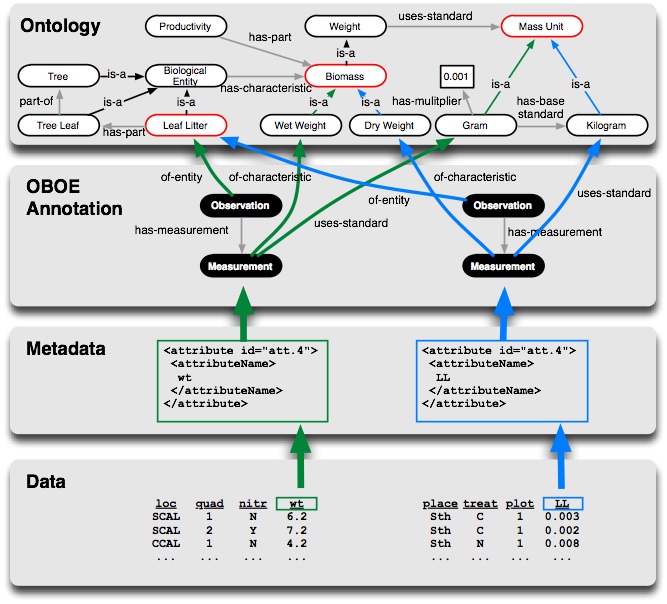 Ontology
Productivity
Weight
uses-standard
Mass Unit
has-part
is-a
Tree
is-a
Biological
Entity
has-characteristic
Biomass
0.001
is-a
is-a
part-of
is-a
is-a
is-a
is-a
has-mulitplier
has-base
standard
Tree Leaf
has-part
Leaf Litter
Wet Weight
Dry Weight
Gram
Kilogram
OBOE
Annotation
of-entity
of-characteristic
of-characteristic
Observation
of-entity
Observation
uses-standard
has-measurement
uses-standard
has-measurement
Measurement
Measurement
Metadata
<attribute id="att.4">
<attributeName>
wt
</attributeName>
</attribute>
<attribute id="att.4">
<attributeName>
LL
</attributeName>
</attribute>
Data
loc quad nitr wt
SCAL 1 N 6.2
SCAL 2 Y 7.2
CCAL 1 N 4.2
... ... ... ...
place treat plot LL
Sth C 1 0.003
Sth C 1 0.002
Sth N 1 0.008
... ... ... ...